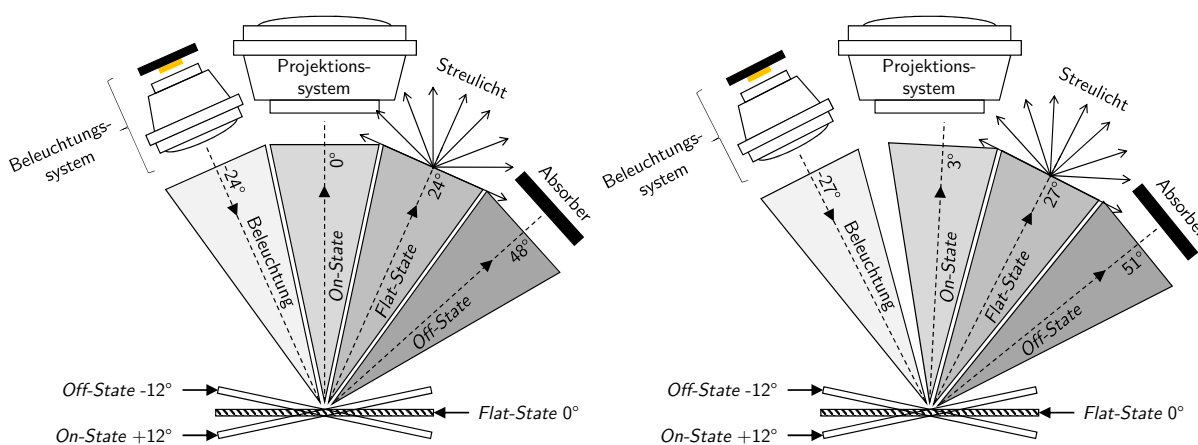 Projektions-
system
Streulicht
Beleuchtungs-
system
Absorber
-24°
0°
24°
48°
Beleuchtung
On-State
Flat-State
Off-State
Off-State -12°
Flat-State 0°
On-State +12°
Projektions-
system
Streulicht
Beleuchtungs-
system
Absorber
-27°
3°
27°
51°
Beleuchtung
On-State
Flat-State
Off-State
Off-State -12°
Flat-State 0°
On-State +12°